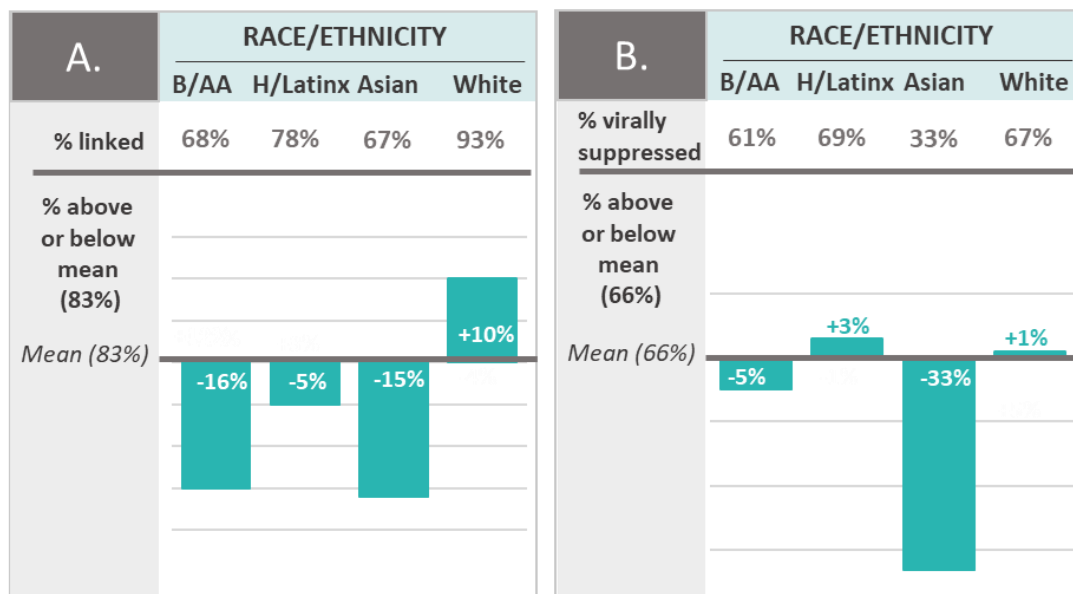 A.
RACE/ETHNICITY
B/AA H/Latinx Asian White
% linked 68% 78% 67% 93%
% above
or below
mean
(83%)
Mean (83%)
+10%
-16% -5% -15%
B.
RACE/ETHNICITY
B/AA H/Latinx Asian White
% virally
suppressed 61% 69% 33% 67%
% above
or below
mean
(66%)
Mean (66%)
+3% +1%
-5% -33%